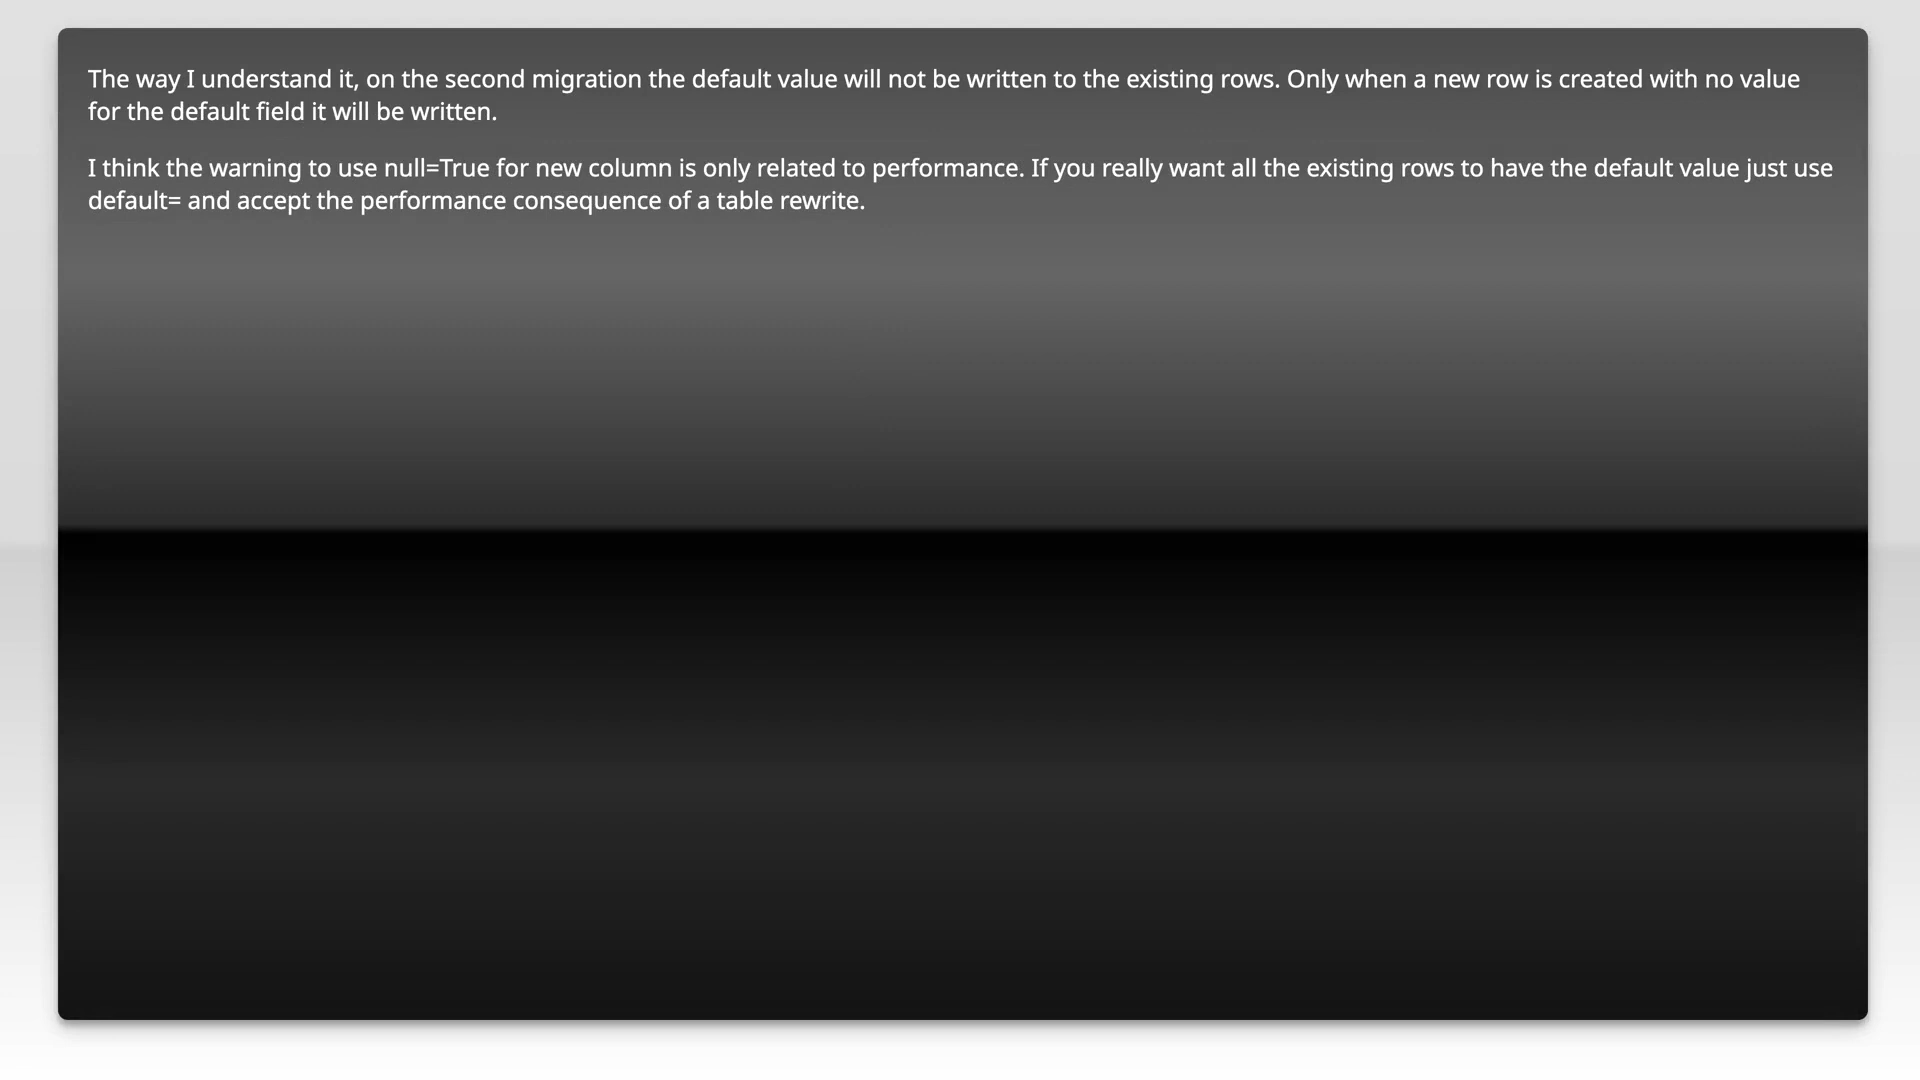 The way I understand it, on the second migration the default value will not be written to the existing rows. Only when a new row is created with no value
for the default field it will be written.
I think the warning to use null=True for new column is only related to performance. If you really want all the existing rows to have the default value just use
default= and accept the performance consequence of a table rewrite.